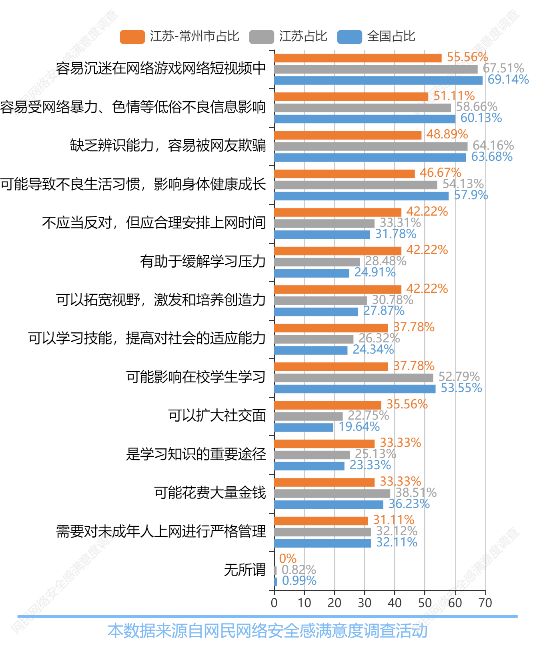 江苏-常州市占比 江苏占比 全国占比
容易沉迷在网络游戏网络短视频中 55.56% 67.51% 69.14%
容易受网络暴力、色情等低俗不良信息影响 51.11% 58.66% 60.13%
缺乏辨识能力，容易被网友欺骗 48.89% 64.16% 63.68%
可能导致不良生活习惯，影响身体健康成长 46.67% 54.13% 57.9%
不应当反对，但应合理安排上网时间 42.22% 33.31% 31.78%
有助于缓解学习压力 42.22% 28.48% 24.91%
可以拓宽视野，激发和培养创造力 42.22% 30.78% 27.87%
可以学习技能，提高对社会的适应能力 37.78% 26.32% 24.34%
可能影响在校学生学习 37.78% 52.79% 53.55%
可以扩大社交面 35.56% 22.75% 19.64%
是学习知识的重要途径 33.33% 25.13% 23.33%
可能花费大量金钱 33.33% 38.51% 36.23%
需要对未成年人上网进行严格管理 31.11% 32.12% 32.11%
无所谓 0% 0.82% 0.99%
0 10 20 30 40 50 60 70
本数据来源自网民网络安全感满意度调查活动